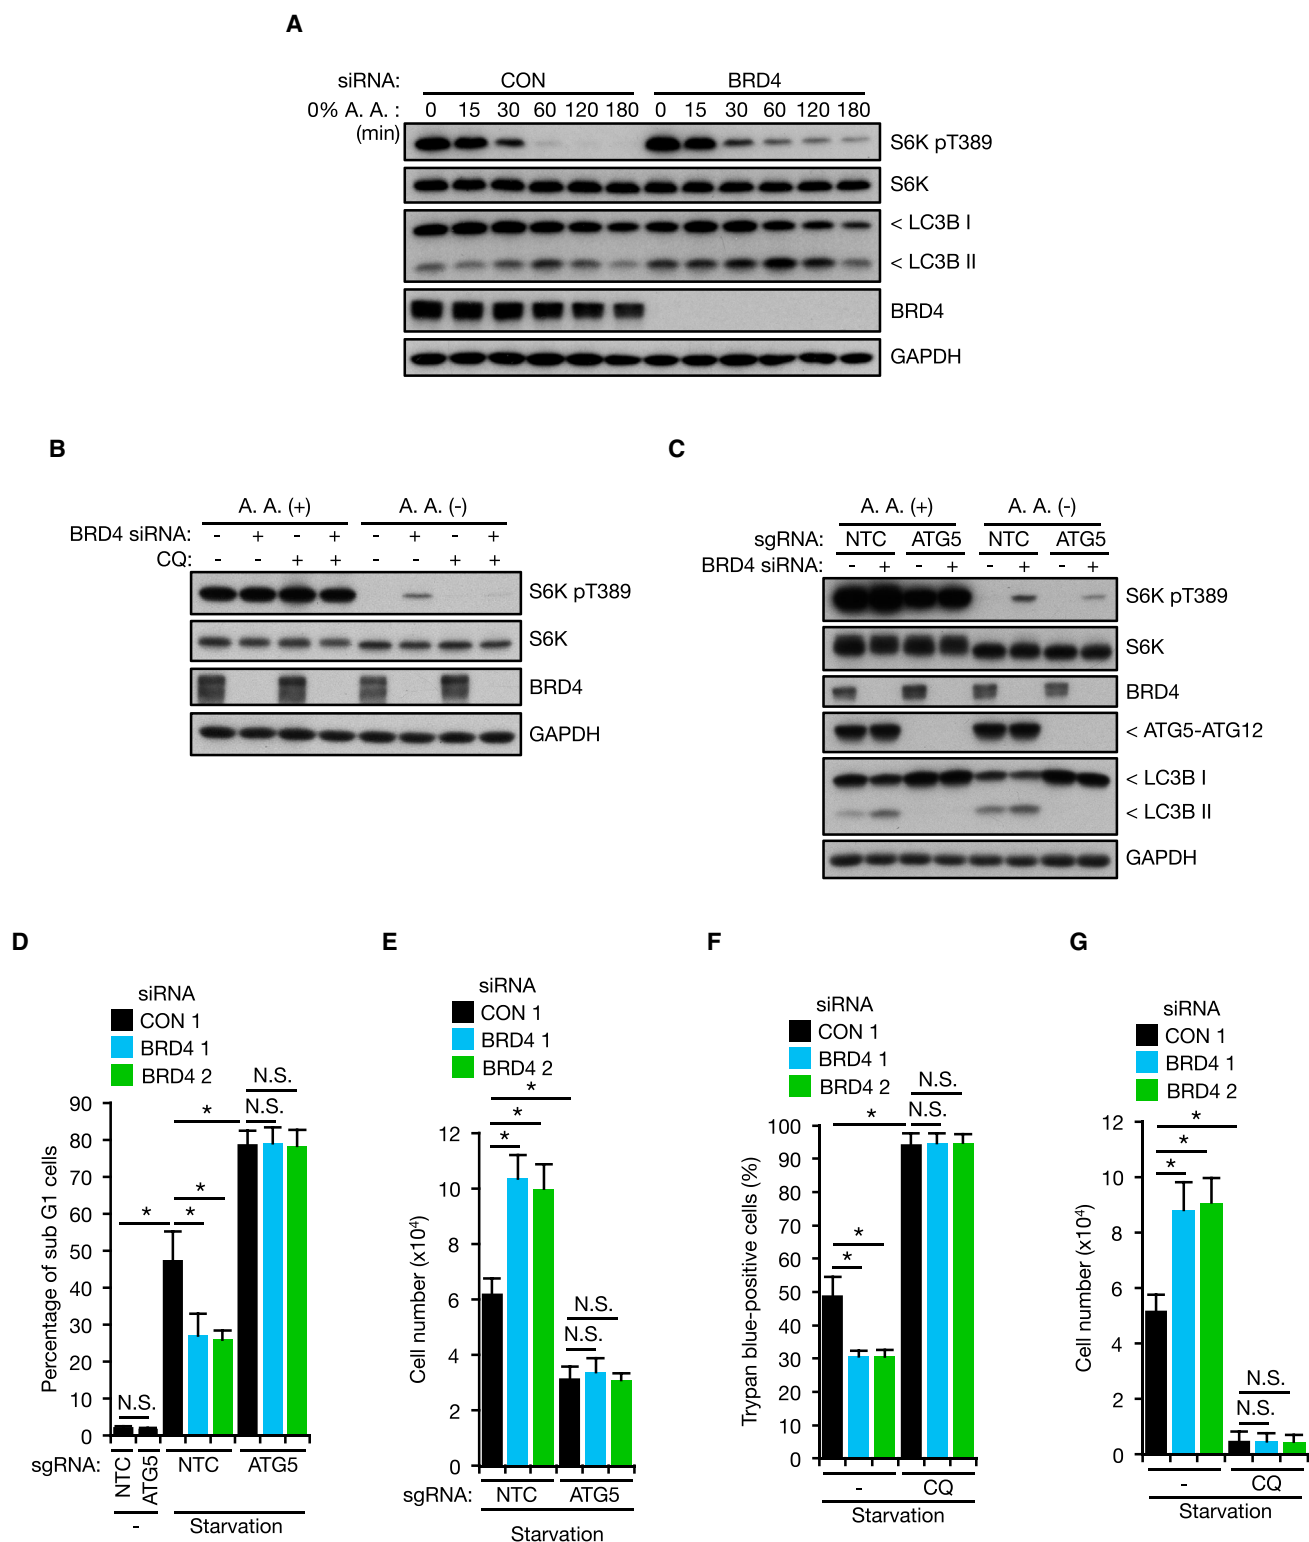 A
siRNA: CON BRD4
0% A. A. : 0 15 30 60 120 180 0 15 30 60 120 180
(min)
S6K pT389
S6K
< LC3B I
< LC3B II
BRD4
GAPDH
B
A. A. (+) A. A. (-)
BRD4 siRNA: - + - + - + - +
CQ: - - + + - - + +
S6K pT389
S6K
BRD4
GAPDH
C
A. A. (+) A. A. (-)
sgRNA: NTC ATG5 NTC ATG5
BRD4 siRNA: - + - + - + - +
S6K pT389
S6K
BRD4
< ATG5-ATG12
< LC3B I
< LC3B II
GAPDH
D
siRNA
CON 1
BRD4 1
BRD4 2
Percentage of sub G1 cells
90
80
70
60
50
40
30
20
10
0
N.S.
*
*
*
*
N.S.
N.S.
sgRNA: NTC ATG5 NTC ATG5
- Starvation
E
siRNA
CON 1
BRD4 1
BRD4 2
Cell number (x10⁴)
12
10
8
6
4
2
0
*
*
*
N.S.
N.S.
sgRNA: NTC ATG5
Starvation
F
siRNA
CON 1
BRD4 1
BRD4 2
Trypan blue-positive cells (%)
100
90
80
70
60
50
40
30
20
10
0
*
*
*
N.S.
N.S.
- CQ
Starvation
G
siRNA
CON 1
BRD4 1
BRD4 2
Cell number (x10⁴)
12
10
8
6
4
2
0
*
*
*
N.S.
N.S.
- CQ
Starvation